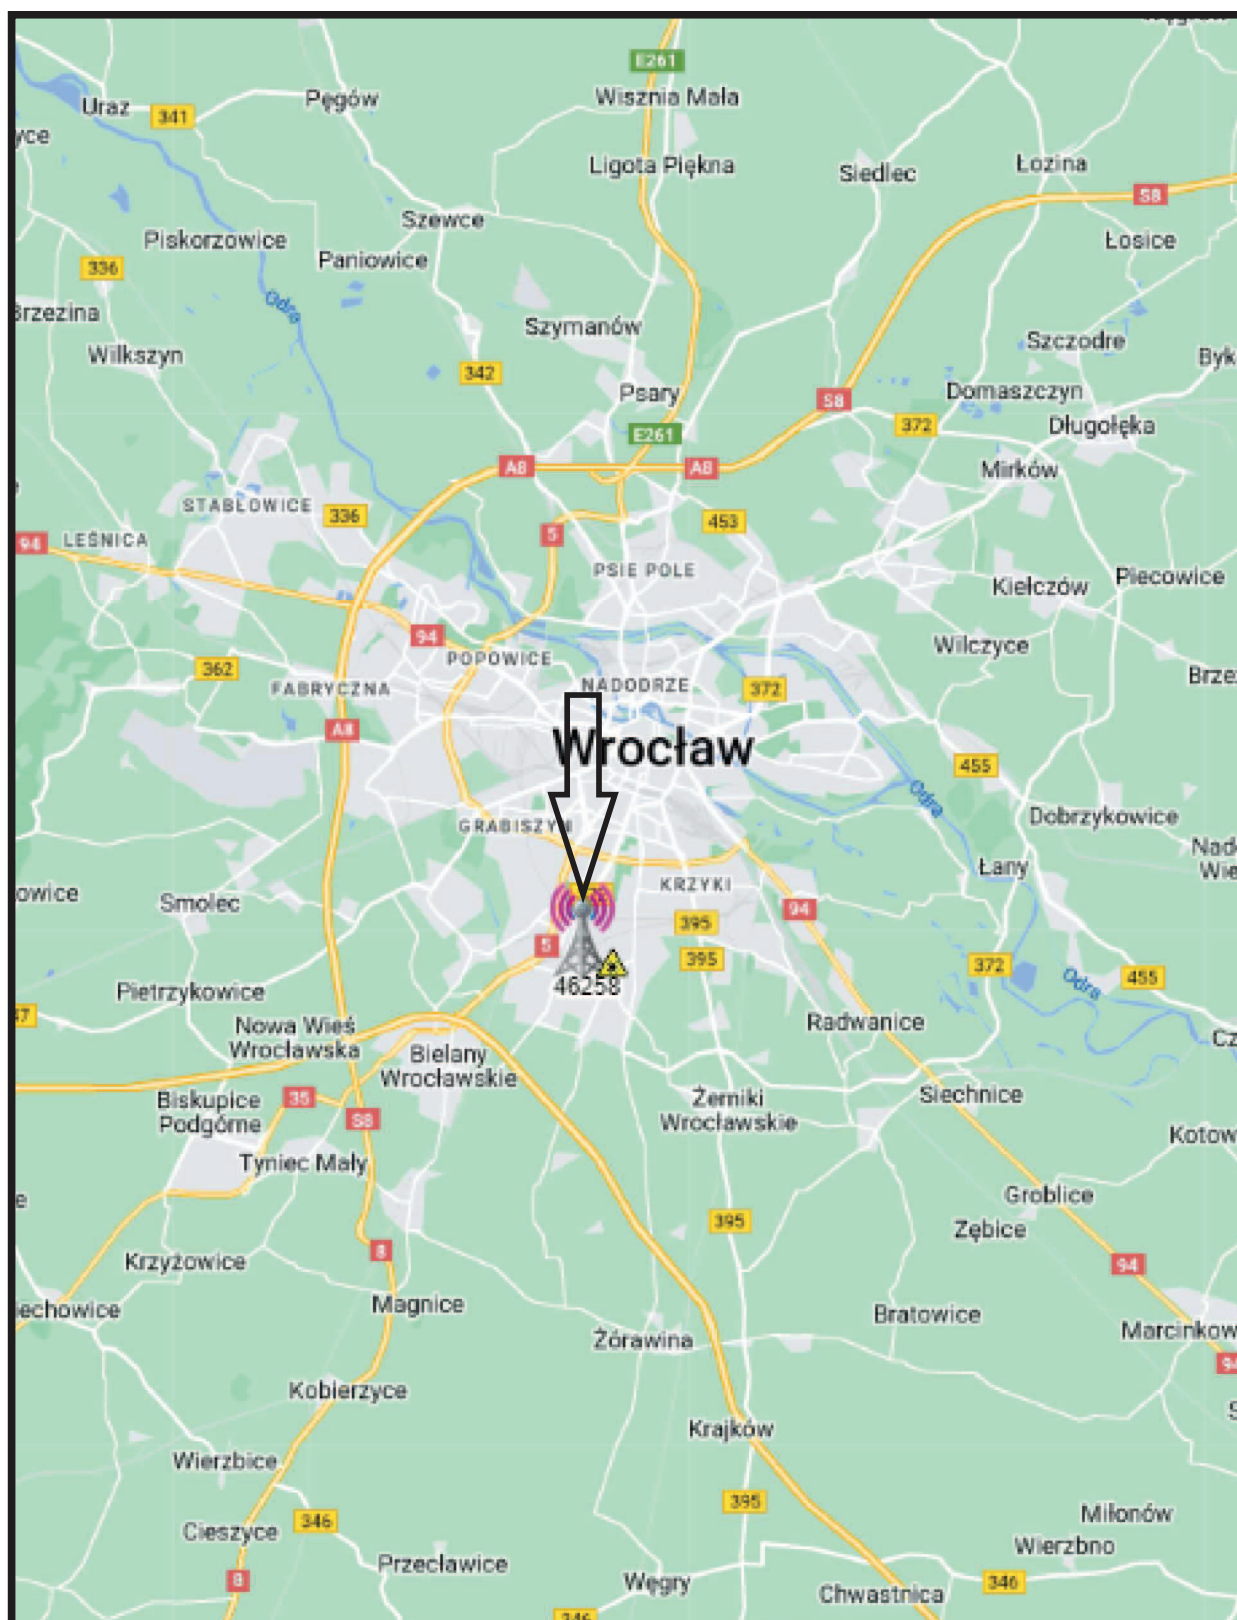 E261
Uraz
341
Pęgów
Wisznia Mała
Ligota Piękna
Siedlec
Łozina
S8
Szewce
Piskorzowice
Paniowice
336
Łosice
Odra
Brzezina
Wilkszyn
Szymanów
Szczodre
342
Psary
S8
Domaszczyn
372
Długołęka
E261
A8
A8
Mirków
STABŁOWICE
336
453
94
LEŚNICA
5
PSIE POLE
Kiełczów
Piecowice
94
POPOWICE
Wilczyce
362
FABRYCZNA
NADODRZE
372
A8
Wrocław
455
Odra
Dobrzykowice
GRABISZYN
Łany
KRZYKI
Smolec
395
94
5
395
372
Odra
455
46258
Pietrzykowice
Nowa Wieś
Wrocławska
Radwanice
Bielany
Wrocławskie
35
Biskupice
Podgórne
S8
Żerniki
Wrocławskie
Siechnice
Tyniec Mały
Groblice
395
Zębice
8
Krzyżowice
94
Magnice
Bratowice
Żórawina
94
Kobierzyce
Krajków
Wierzbice
395
346
Cieszyce
Miłonów
Wierzbno
Przecławice
8
Węgry
346
Chwastnica
346